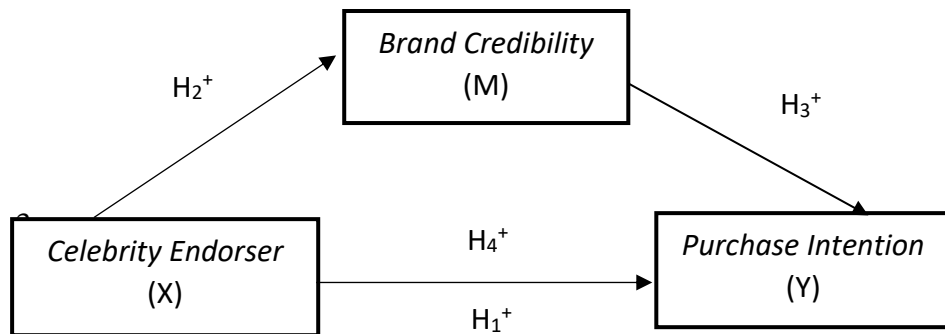 Brand Credibility
(M)
H₂⁺
H₃⁺
Celebrity Endorser
(X)
H₄⁺
Purchase Intention
(Y)
H₁⁺